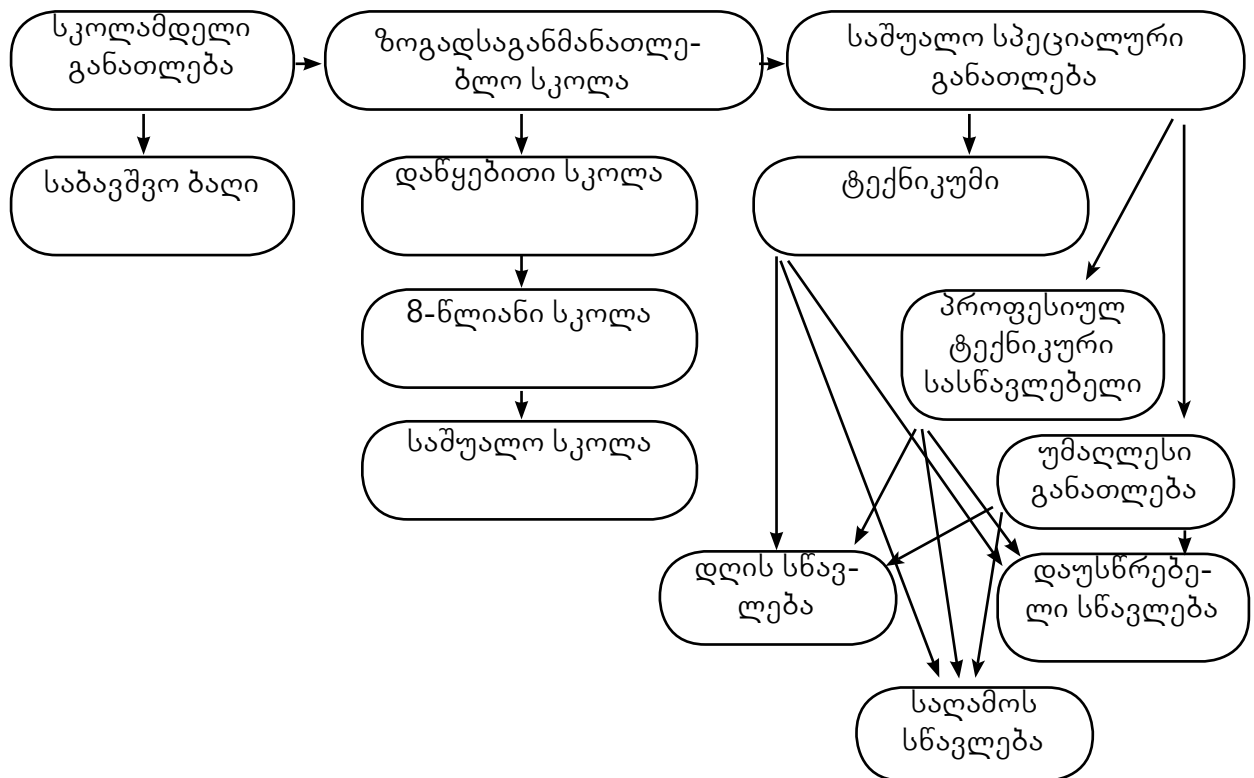 სკოლამდელი
განათლება
ზოგადსაგანმანათლე-
ბლო სკოლა
საშუალო სპეციალური
განათლება
საბავშვო ბაღი
დაწყებითი სკოლა
ტექნიკუმი
8-წლიანი სკოლა
პროფესიულ
ტექნიკური
სასწავლებელი
საშუალო სკოლა
უმაღლესი
განათლება
დღის სწავ-
ლება
დაუსწრებე-
ლი სწავლება
საღამოს
სწავლება